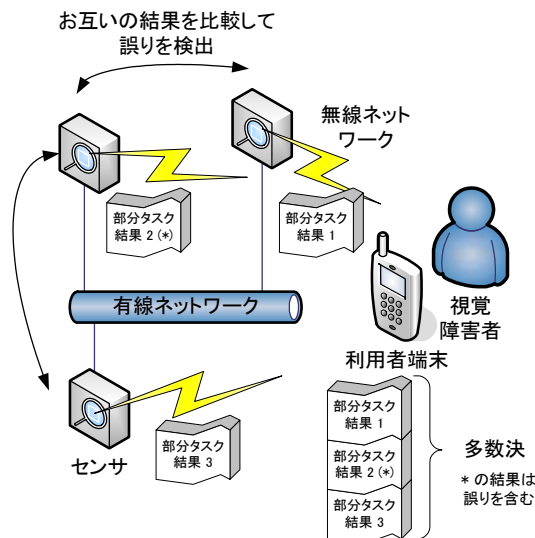 お互いの結果を比較して
誤りを検出
無線ネット
ワーク
部分タスク
結果 2 (*)
部分タスク
結果 1
有線ネットワーク
視覚
障害者
利用者端末
センサ
部分タスク
結果 3
部分タスク
結果 1
部分タスク
結果 2 (*)
部分タスク
結果 3
多数決
* の結果は
誤りを含む